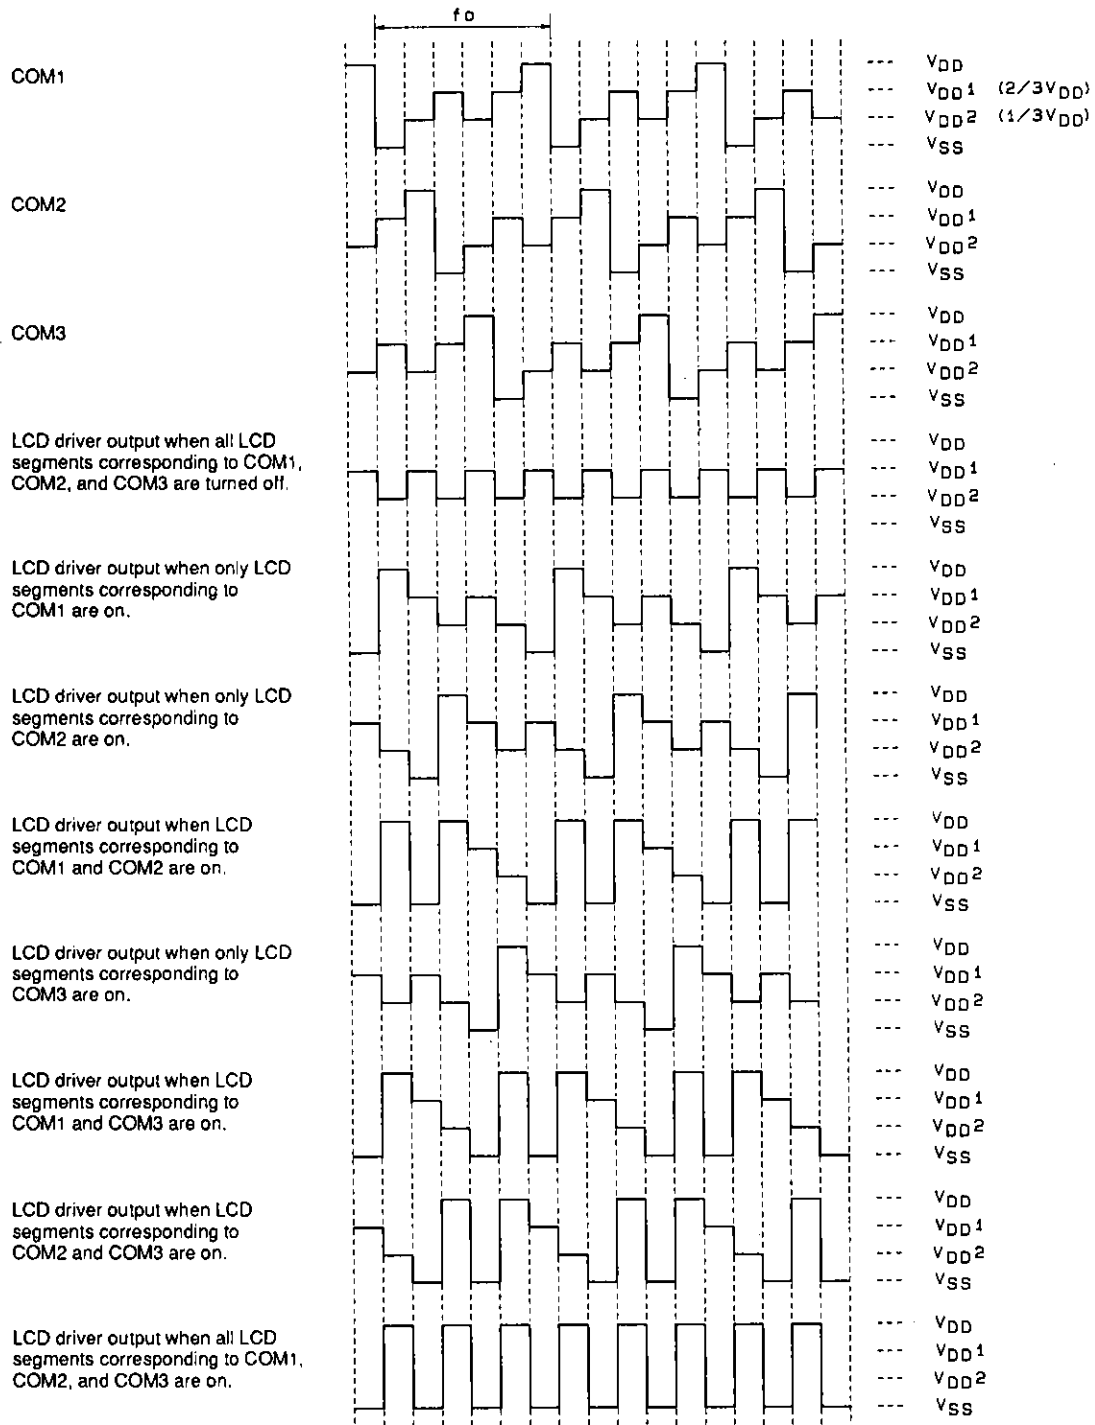 fo
COM1
VDD
VDD1 (2/3VDD)
VDD2 (1/3VDD)
VSS
COM2
VDD
VDD1
VDD2
VSS
COM3
VDD
VDD1
VDD2
VSS
LCD driver output when all LCD
segments corresponding to COM1,
COM2, and COM3 are turned off.
VDD
VDD1
VDD2
VSS
LCD driver output when only LCD
segments corresponding to
COM1 are on.
VDD
VDD1
VDD2
VSS
LCD driver output when only LCD
segments corresponding to
COM2 are on.
VDD
VDD1
VDD2
VSS
LCD driver output when LCD
segments corresponding to
COM1 and COM2 are on.
VDD
VDD1
VDD2
VSS
LCD driver output when only LCD
segments corresponding to
COM3 are on.
VDD
VDD1
VDD2
VSS
LCD driver output when LCD
segments corresponding to
COM1 and COM3 are on.
VDD
VDD1
VDD2
VSS
LCD driver output when LCD
segments corresponding to
COM2 and COM3 are on.
VDD
VDD1
VDD2
VSS
LCD driver output when all LCD
segments corresponding to COM1,
COM2, and COM3 are on.
VDD
VDD1
VDD2
VSS